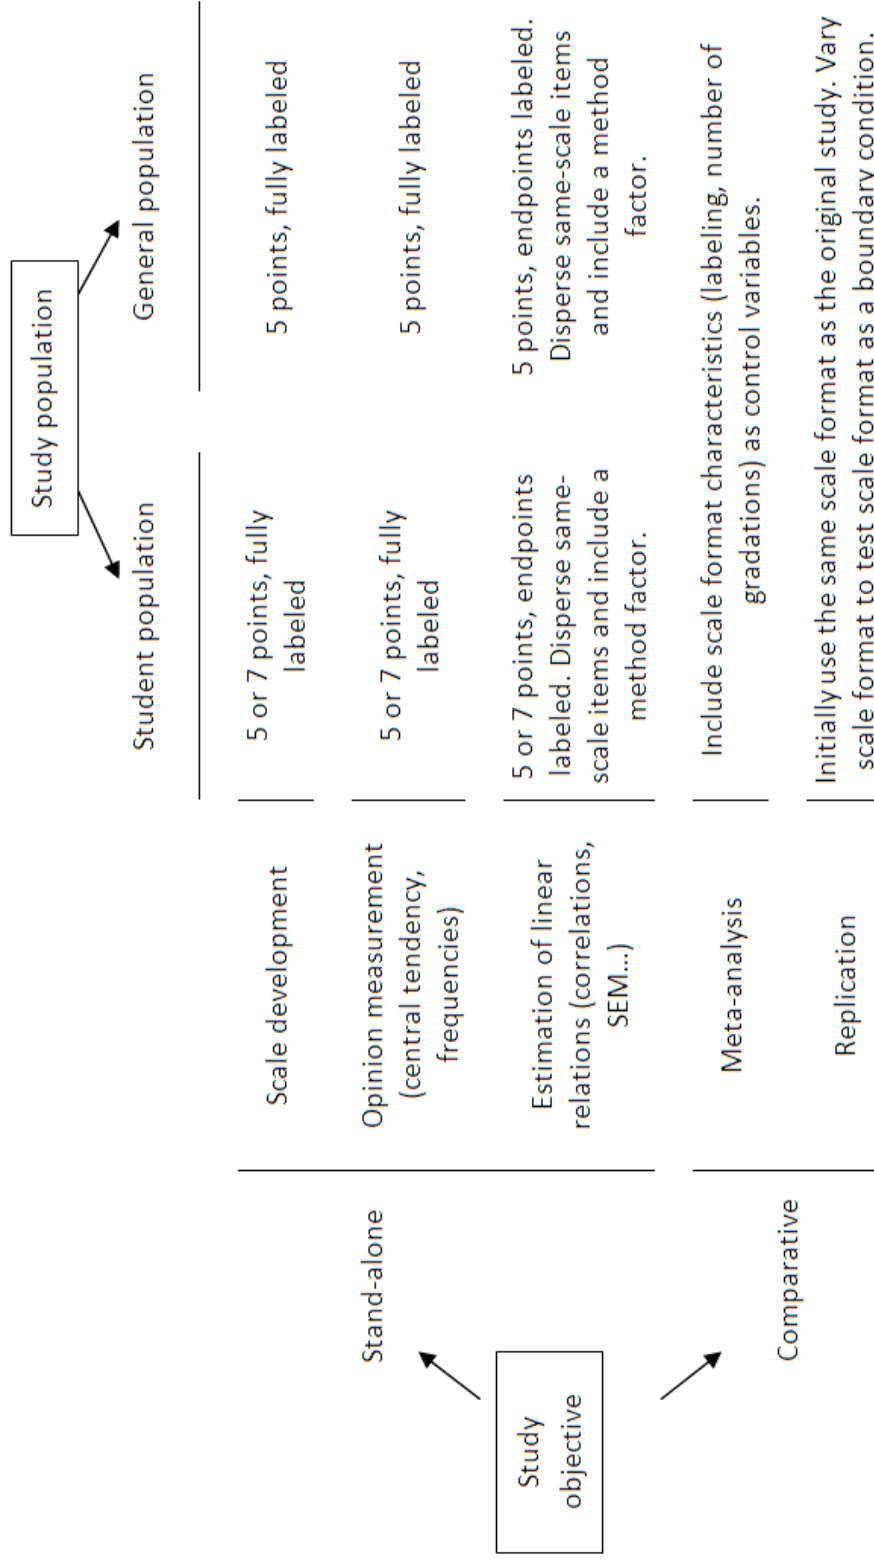 Study population
Student population
General population
Study
objective
Stand-alone
Scale development
5 or 7 points, fully
labeled
5 points, fully labeled
Opinion measurement
(central tendency,
frequencies)
5 or 7 points, fully
labeled
5 points, fully labeled
Estimation of linear
relations (correlations,
SEM...)
5 or 7 points, endpoints
labeled. Disperse same-
scale items and include a
method factor.
5 points, endpoints labeled.
Disperse same-scale items
and include a method
factor.
Comparative
Meta-analysis
Include scale format characteristics (labeling, number of
gradations) as control variables.
Replication
Initially use the same scale format as the original study. Vary
scale format to test scale format as a boundary condition.